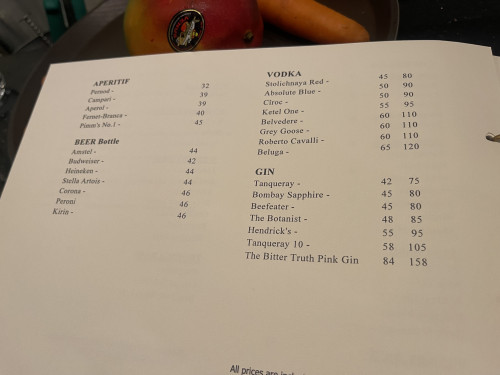 APERITIF
Pernod - 32
Campari - 39
Aperol - 39
Fernet-Branca - 40
Pimm's No.1 - 45
BEER Bottle
Amstel - 44
Budweiser - 42
Heineken - 44
Stella Artois - 44
Corona - 46
Peroni 46
Kirin - 46
VODKA
Stolichnaya Red - 45 80
Absolute Blue - 50 90
Ciroc - 50 90
Ketel One - 55 95
Belvedere - 60 110
Grey Goose - 60 110
Roberto Cavalli - 60 110
Beluga - 65 120
GIN
Tanqueray - 42 75
Bombay Sapphire - 45 80
Beefeater - 45 80
The Botanist - 48 85
Hendrick's - 55 95
Tanqueray 10 - 58 105
The Bitter Truth Pink Gin 84 158
All prices are